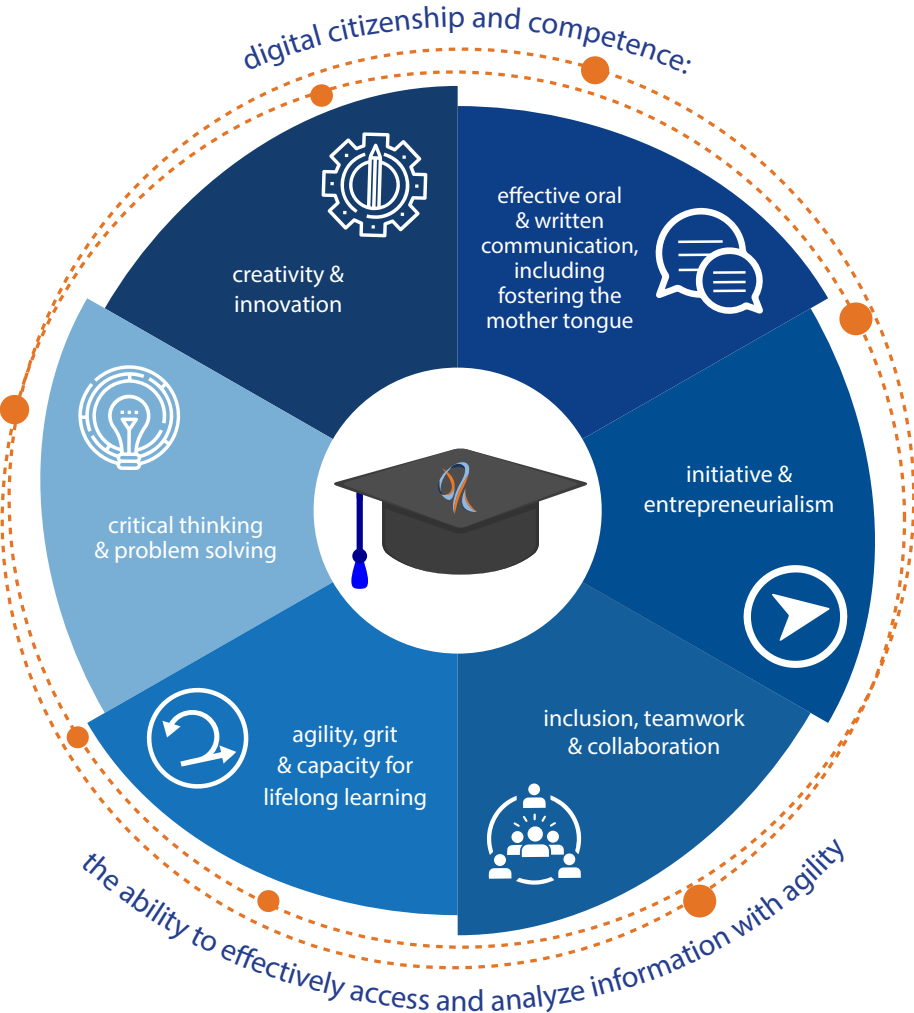 digital citizenship and competence:
creativity &
innovation
effective oral
& written
communication,
including
fostering the
mother tongue
initiative &
entrepreneurialism
inclusion, teamwork
& collaboration
agility, grit
& capacity for
lifelong learning
critical thinking
& problem solving
the ability to effectively access and analyze information with agility